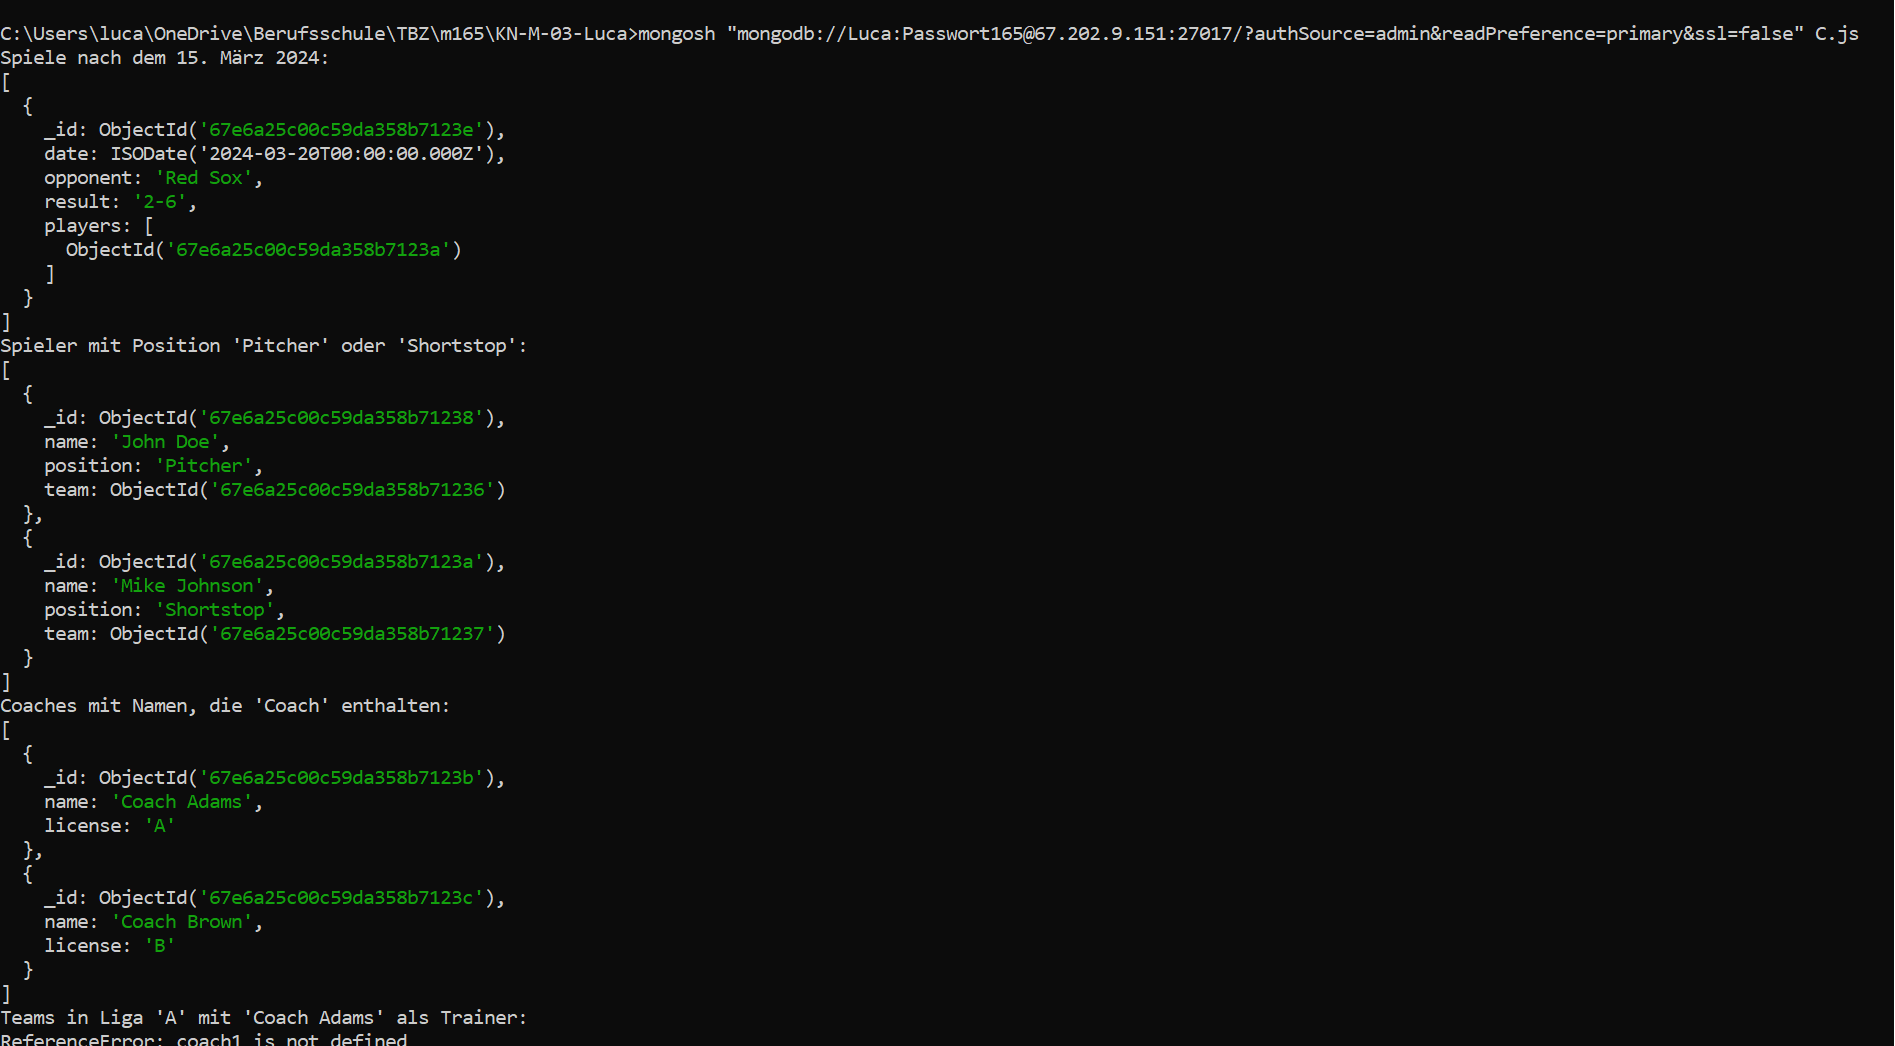 C:\Users\luca\OneDrive\Berufsschule\TBZ\m165\KN-M-03-Luca>mongosh "mongodb://Luca:Passwort165@67.202.9.151:27017/?authSource=admin&readPreference=primary&ssl=false" C.js
Spiele nach dem 15. März 2024:
[
  {
    _id: ObjectId('67e6a25c00c59da358b7123e'),
    date: ISODate('2024-03-20T00:00:00.000Z'),
    opponent: 'Red Sox',
    result: '2-6',
    players: [
      ObjectId('67e6a25c00c59da358b7123a')
    ]
  }
]
Spieler mit Position 'Pitcher' oder 'Shortstop':
[
  {
    _id: ObjectId('67e6a25c00c59da358b71238'),
    name: 'John Doe',
    position: 'Pitcher',
    team: ObjectId('67e6a25c00c59da358b71236')
  },
  {
    _id: ObjectId('67e6a25c00c59da358b7123a'),
    name: 'Mike Johnson',
    position: 'Shortstop',
    team: ObjectId('67e6a25c00c59da358b71237')
  }
]
Coaches mit Namen, die 'Coach' enthalten:
[
  {
    _id: ObjectId('67e6a25c00c59da358b7123b'),
    name: 'Coach Adams',
    license: 'A'
  },
  {
    _id: ObjectId('67e6a25c00c59da358b7123c'),
    name: 'Coach Brown',
    license: 'B'
  }
]
Teams in Liga 'A' mit 'Coach Adams' als Trainer:
ReferenceError: coach1 is not defined